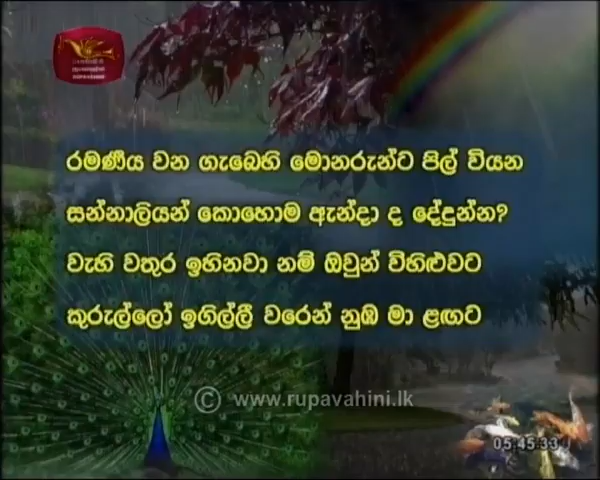 රමණීය වන ගැබෙහි මොනරුන්ට පිල් වියන
සන්නාලියන් කොහොම ඇන්දා ද දේදුන්න?
වැහි වතුර ඉහිනවා නම් ඔවුන් විහිළුවට
කුරුල්ලෝ ඉගිල්ලී වරෙන් නුඹ මා ළඟට
© www.rupavahini.lk
05:45:33